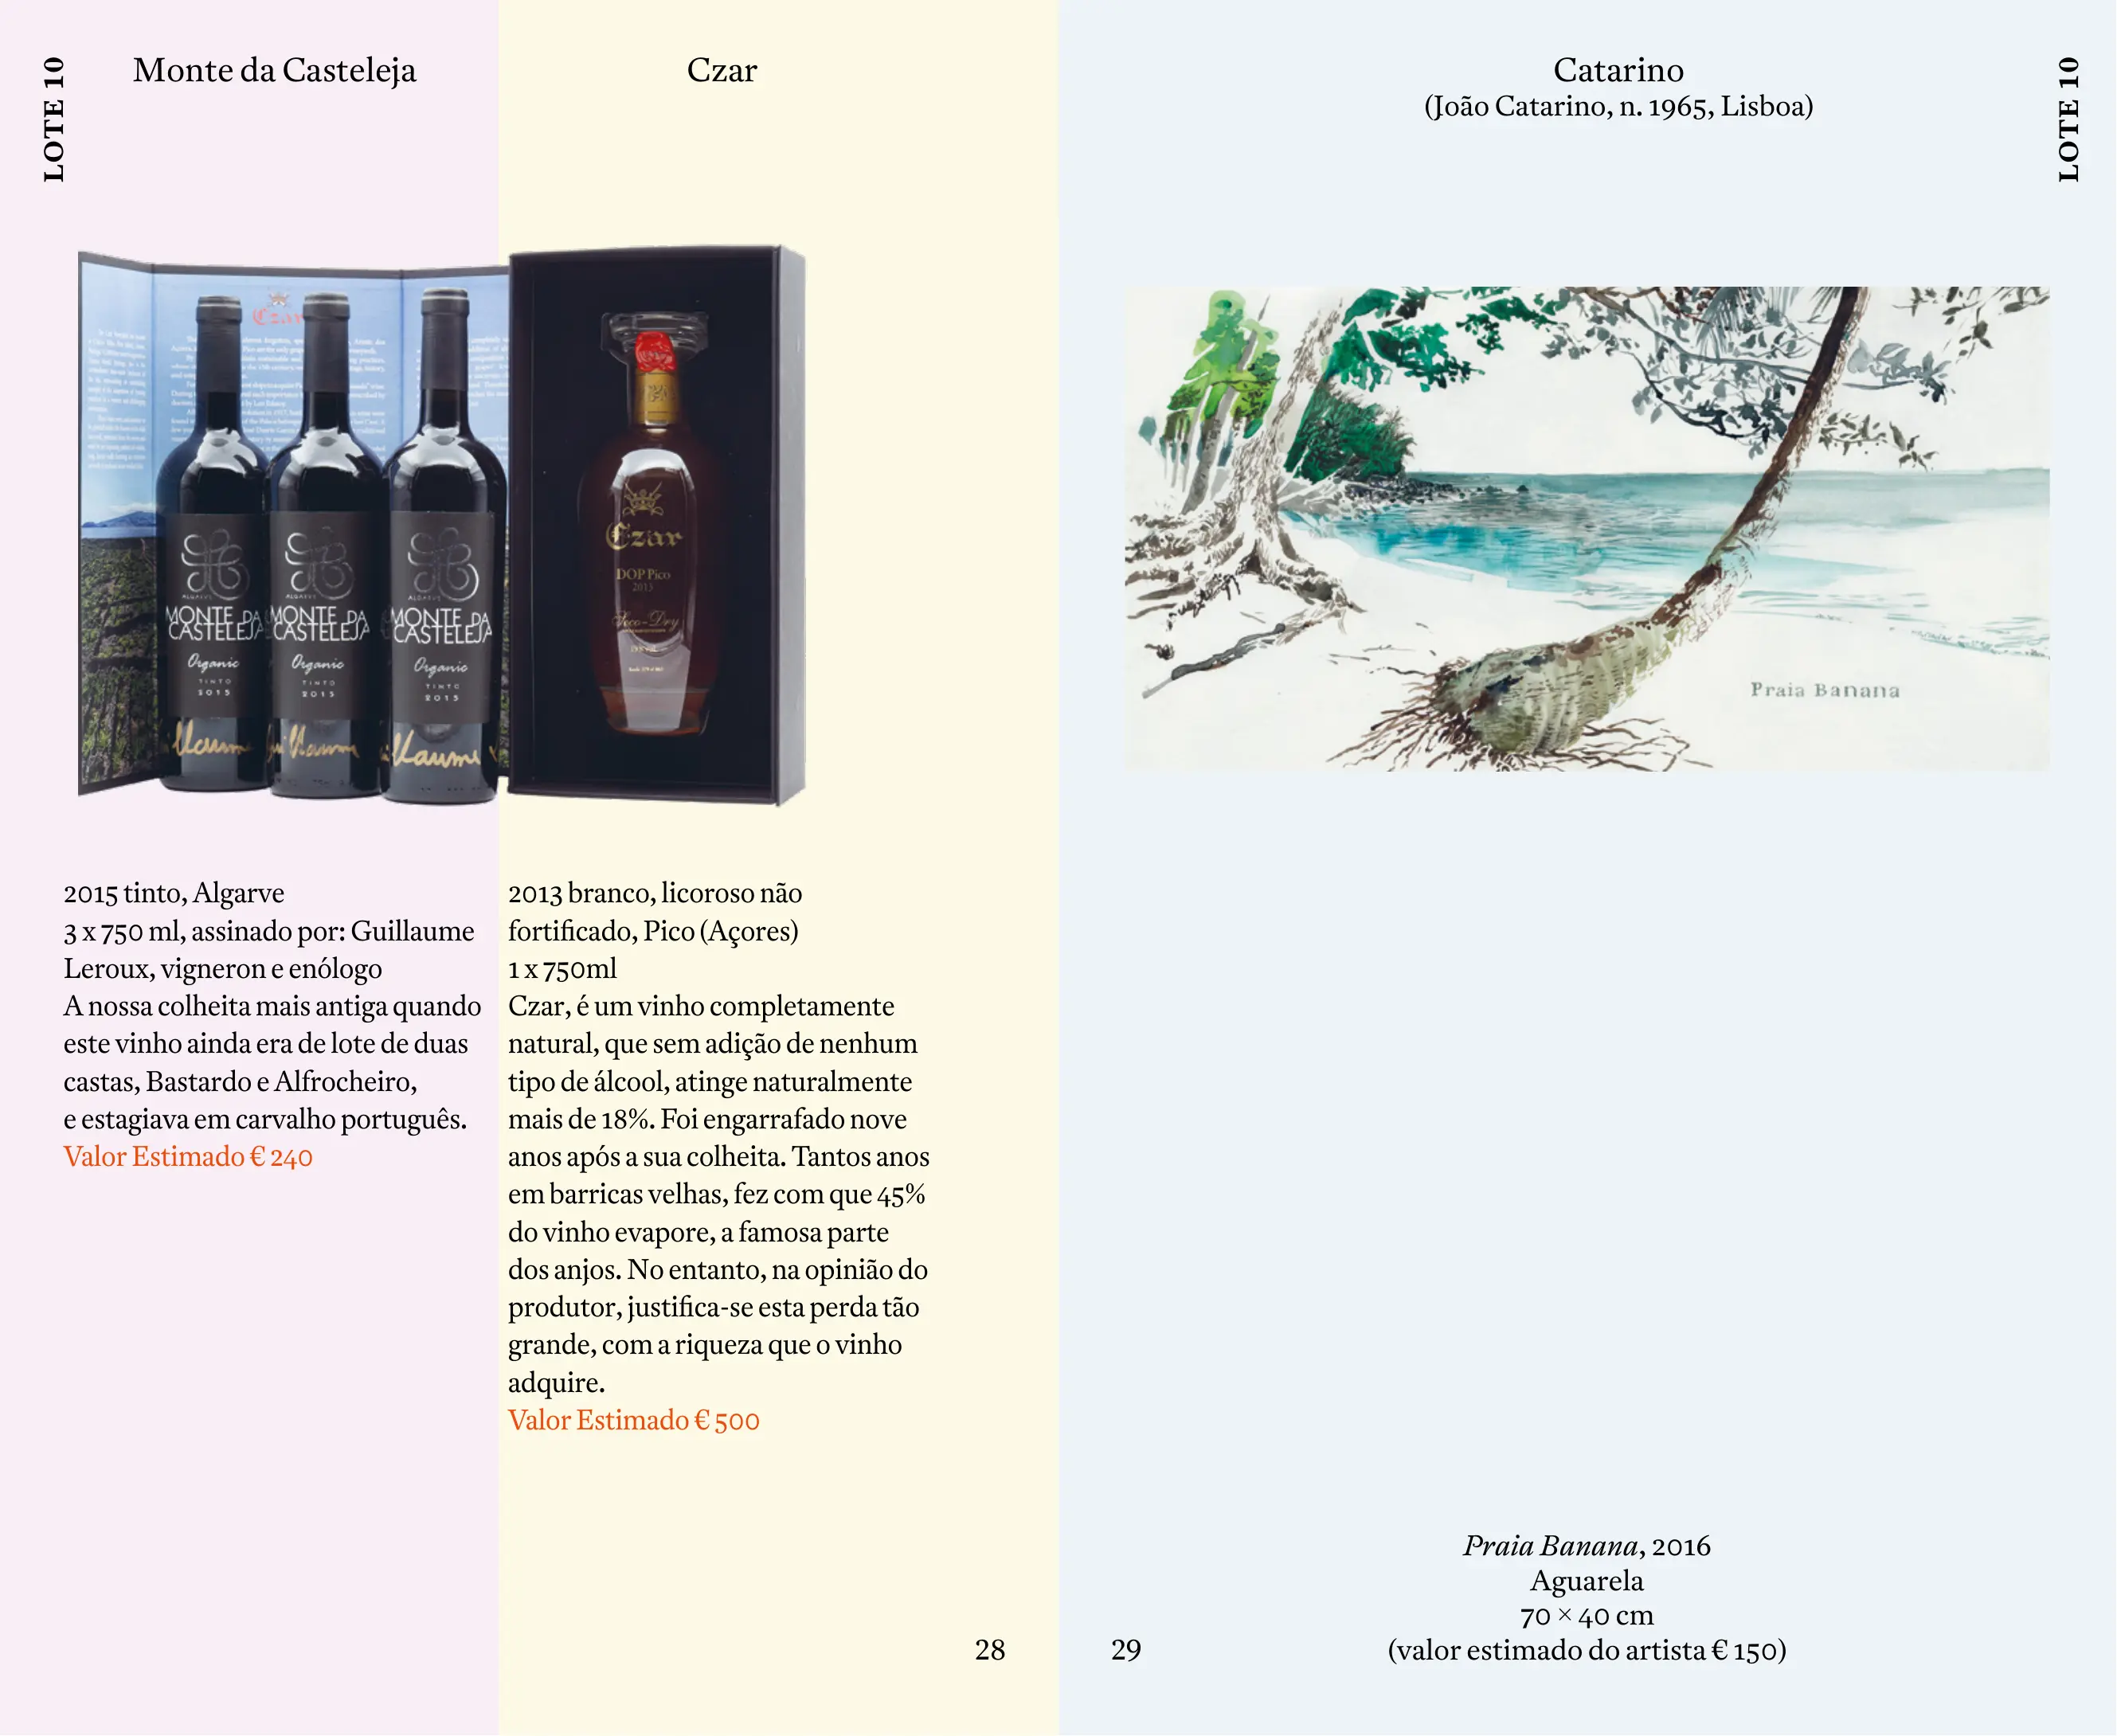 LOTE 10
Monte da Casteleja
Czar
MONTE DA
CASTELEJA
Organic
TINTO
2015
MONTE DA
CASTELEJA
Organic
TINTO
2015
ALGARVE
MONTE DA
CASTELEJA
Organic
TINTO
2015
Czar
DOP Pico
2013
Seco-Dry
2015 tinto, Algarve
3 x 750 ml, assinado por: Guillaume
Leroux, vigneron e enólogo
A nossa colheita mais antiga quando
este vinho ainda era de lote de duas
castas, Bastardo e Alfrocheiro,
e estagiava em carvalho português.
Valor Estimado € 240
2013 branco, licoroso não
fortificado, Pico (Açores)
1 x 750ml
Czar, é um vinho completamente
natural, que sem adição de nenhum
tipo de álcool, atinge naturalmente
mais de 18%. Foi engarrafado nove
anos após a sua colheita. Tantos anos
em barricas velhas, fez com que 45%
do vinho evapore, a famosa parte
dos anjos. No entanto, na opinião do
produtor, justifica-se esta perda tão
grande, com a riqueza que o vinho
adquire.
Valor Estimado € 500
28
Catarino
(João Catarino, n. 1965, Lisboa)
LOTE 10
Praia Banana
Praia Banana, 2016
Aguarela
70 × 40 cm
(valor estimado do artista € 150)
29